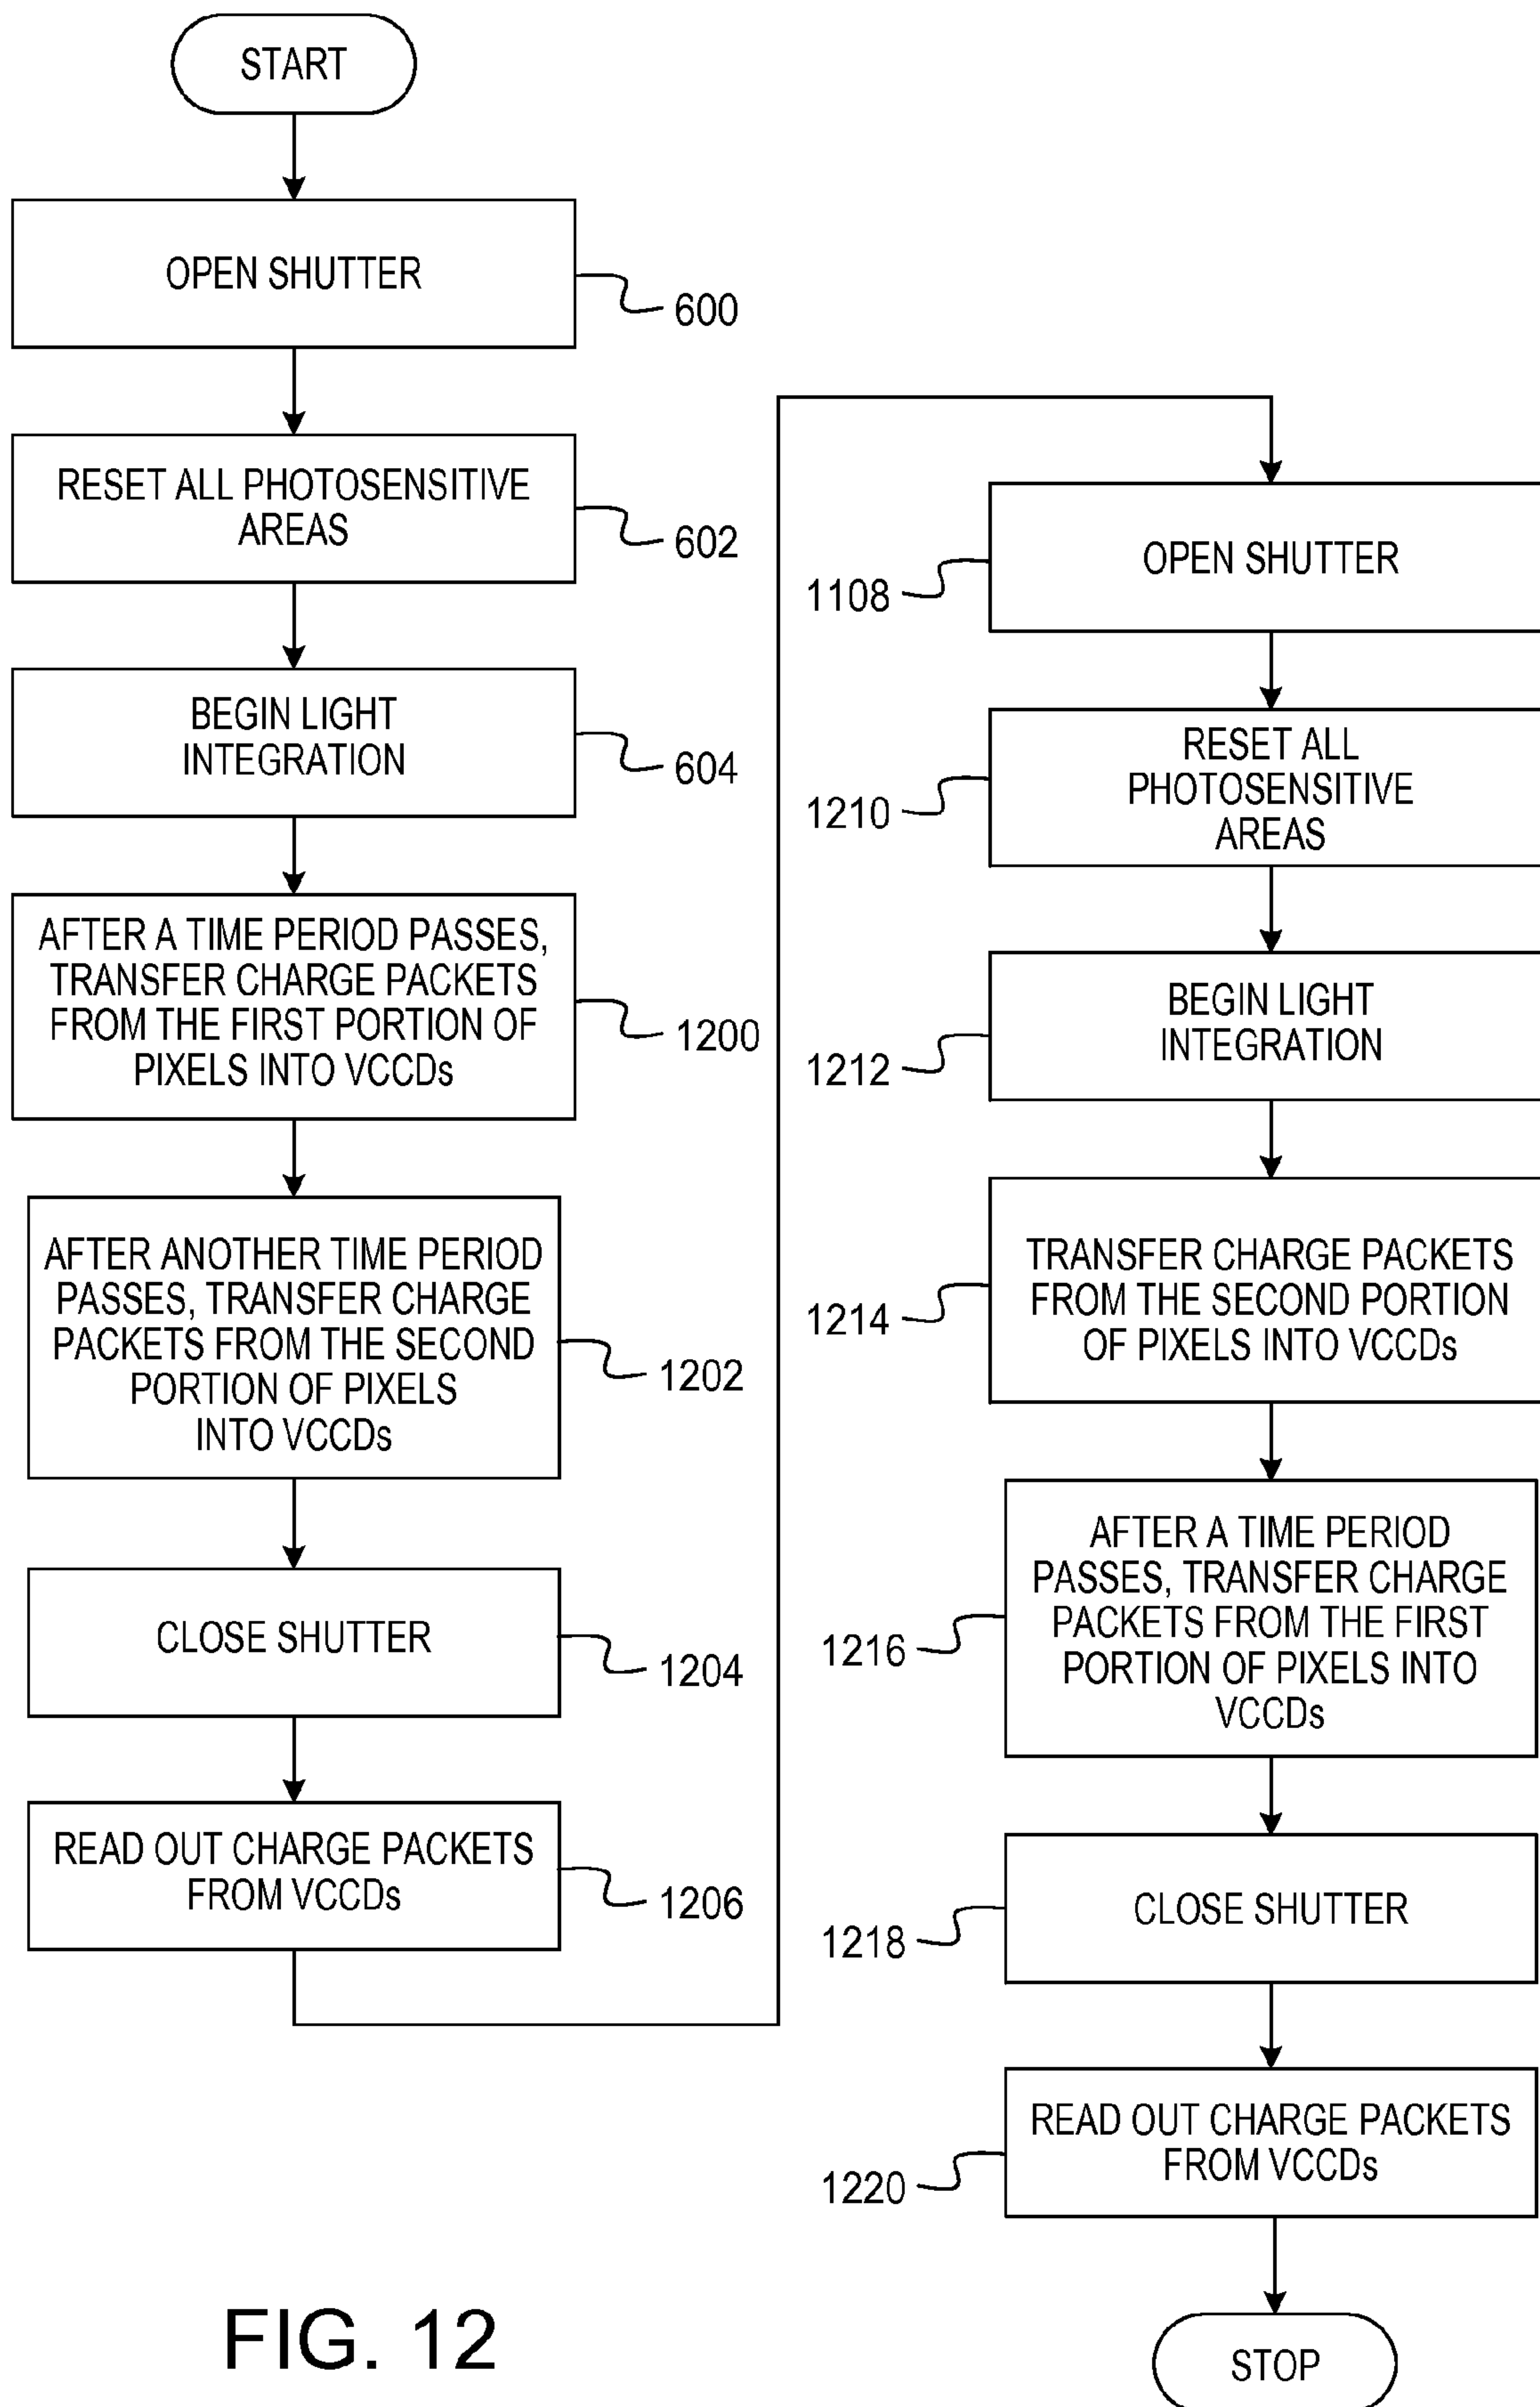 START
OPEN SHUTTER
600
RESET ALL PHOTOSENSITIVE
AREAS
602
BEGIN LIGHT
INTEGRATION
604
AFTER A TIME PERIOD PASSES,
TRANSFER CHARGE PACKETS
FROM THE FIRST PORTION OF
PIXELS INTO VCCDs
1200
AFTER ANOTHER TIME PERIOD
PASSES, TRANSFER CHARGE
PACKETS FROM THE SECOND
PORTION OF PIXELS
INTO VCCDs
1202
CLOSE SHUTTER
1204
READ OUT CHARGE PACKETS
FROM VCCDs
1206
OPEN SHUTTER
1108
RESET ALL
PHOTOSENSITIVE
AREAS
1210
BEGIN LIGHT
INTEGRATION
1212
TRANSFER CHARGE PACKETS
FROM THE SECOND PORTION
OF PIXELS INTO VCCDs
1214
AFTER A TIME PERIOD
PASSES, TRANSFER CHARGE
PACKETS FROM THE FIRST
PORTION OF PIXELS INTO
VCCDs
1216
CLOSE SHUTTER
1218
READ OUT CHARGE PACKETS
FROM VCCDs
1220
STOP
FIG. 12